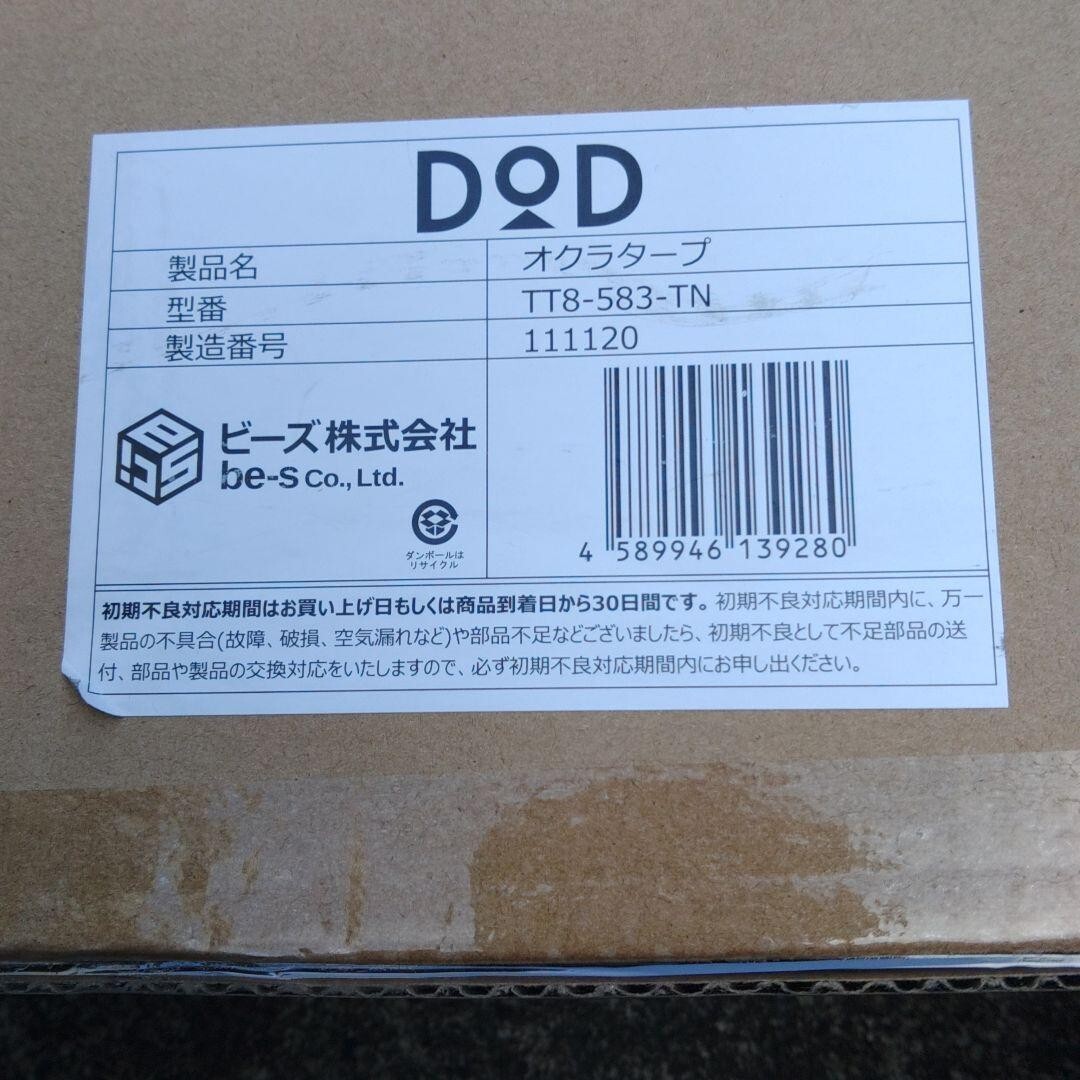 DOD
製品名 オクラタープ
型番 TT8-583-TN
製造番号 111120
ビーズ株式会社
be-s Co., Ltd.
ダンボールは
リサイクル
4 589946 139280
初期不良対応期間はお買い上げ日もしくは商品到着日から30日間です。初期不良対応期間内に、万一
製品の不具合(故障、破損、空気漏れなど)や部品不足などございましたら、初期不良として不足部品の送
付、部品や製品の交換対応をいたしますので、必ず初期不良対応期間内にお申し出ください。